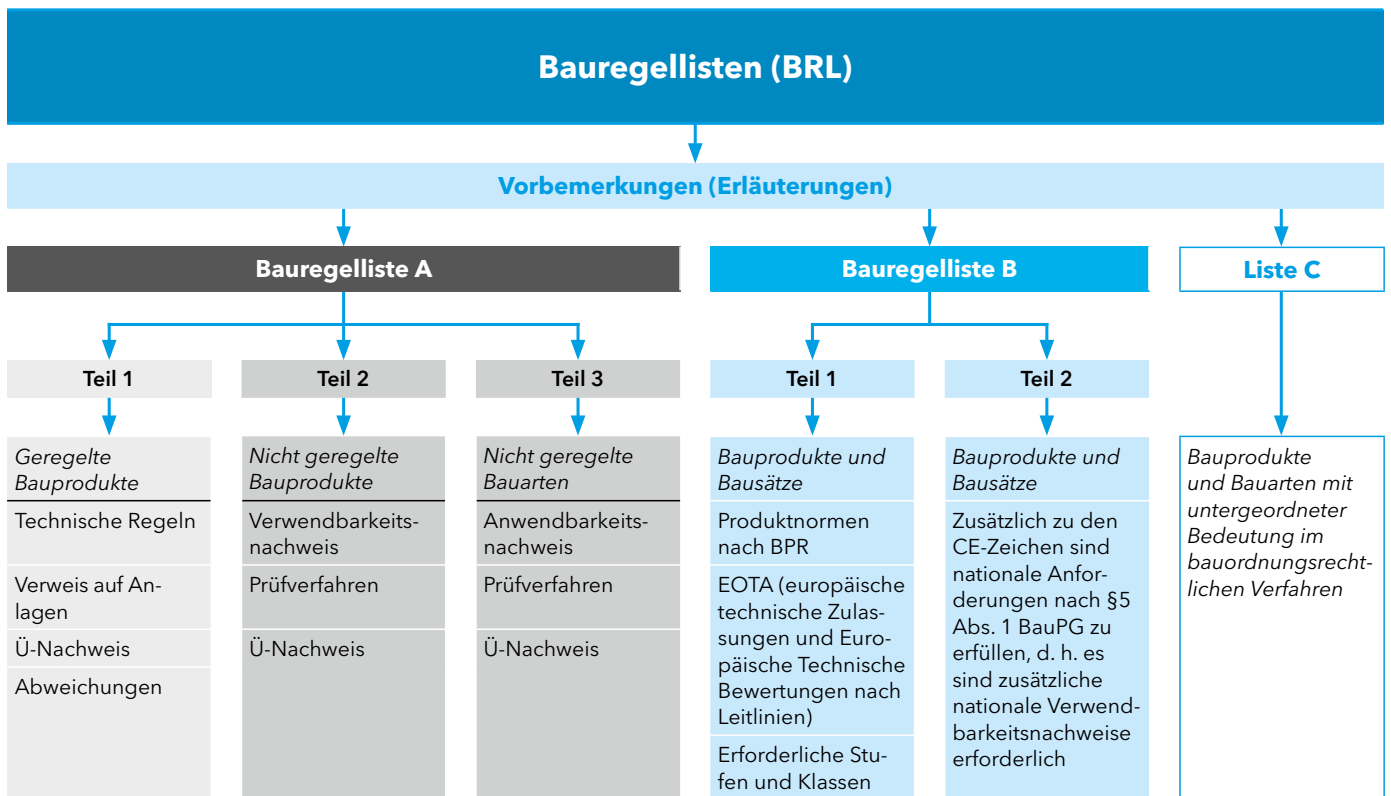 Bauregellisten (BRL)
Vorbemerkungen (Erläuterungen)
Bauregelliste A
Bauregelliste B
Liste C
Teil 1
Teil 2
Teil 3
Teil 1
Teil 2
Geregelte
Bauprodukte
Technische Regeln
Verweis auf An-
lagen
Ü-Nachweis
Abweichungen
Nicht geregelte
Bauprodukte
Verwendbarkeits-
nachweis
Prüfverfahren
Ü-Nachweis
Nicht geregelte
Bauarten
Anwendbarkeits-
nachweis
Prüfverfahren
Ü-Nachweis
Bauprodukte und
Bausätze
Produktnormen
nach BPR
EOTA (europäische
technische Zulas-
sungen und Euro-
päische Technische
Bewertungen nach
Leitlinien)
Erforderliche Stu-
fen und Klassen
Bauprodukte und
Bausätze
Zusätzlich zu den
CE-Zeichen sind
nationale Anfor-
derungen nach §5
Abs. 1 BauPG zu
erfüllen, d. h. es
sind zusätzliche
nationale Verwend-
barkeitsnachweise
erforderlich
Bauprodukte
und Bauarten mit
untergeordneter
Bedeutung im
bauordnungsrecht-
lichen Verfahren